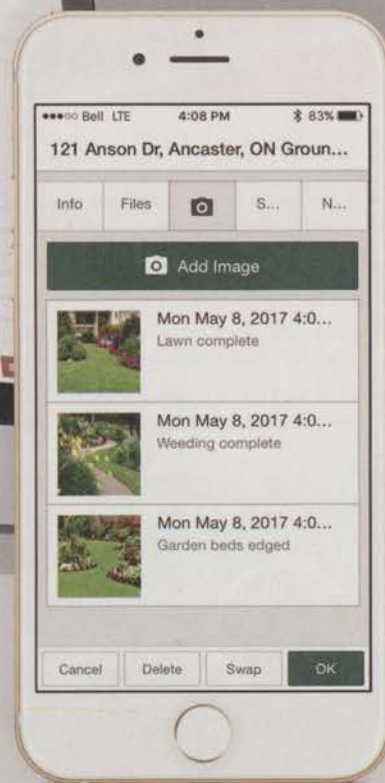 Bell LTE 4:08 PM 83%
121 Anson Dr, Ancaster, ON Groun...
Info Files S... N...
Add Image
Mon May 8, 2017 4:0...
Lawn complete
Mon May 8, 2017 4:0...
Weeding complete
Mon May 8, 2017 4:0...
Garden beds edged
Cancel Delete Swap OK